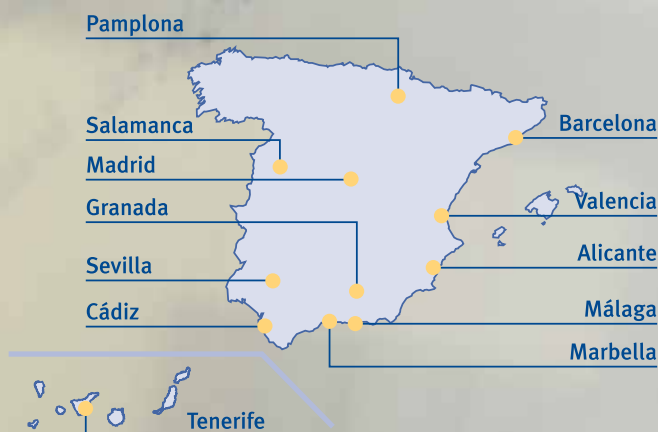 Pamplona
Salamanca
Madrid
Granada
Sevilla
Cádiz
Barcelona
Valencia
Alicante
Málaga
Marbella
Tenerife